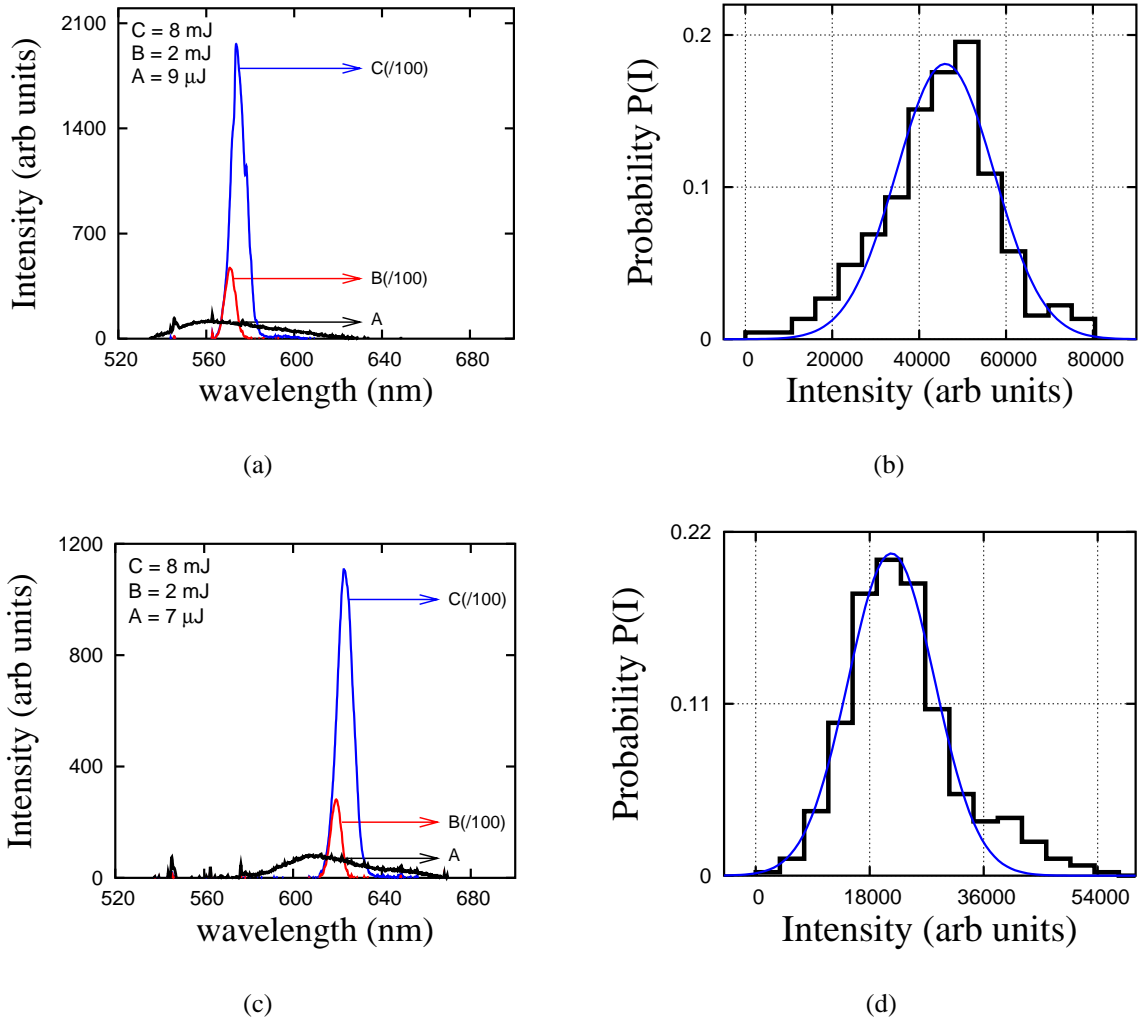 Intensity (arb units)
2100
1400
700
0
C = 8 mJ
B = 2 mJ
A = 9 μJ
C(/100)
B(/100)
A
520 560 600 640 680
wavelength (nm)
(a)
Probability P(I)
0.2
0.1
0
0 20000 40000 60000 80000
Intensity (arb units)
(b)
Intensity (arb units)
1200
800
400
0
C = 8 mJ
B = 2 mJ
A = 7 μJ
C(/100)
B(/100)
A
520 560 600 640 680
wavelength (nm)
(c)
Probability P(I)
0.22
0.11
0
0 18000 36000 54000
Intensity (arb units)
(d)